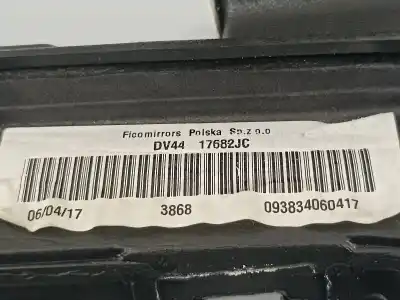 Ficomirrors Polska Sp.z o.o
DV44 17682JC
06/04/17 3868 093834060417